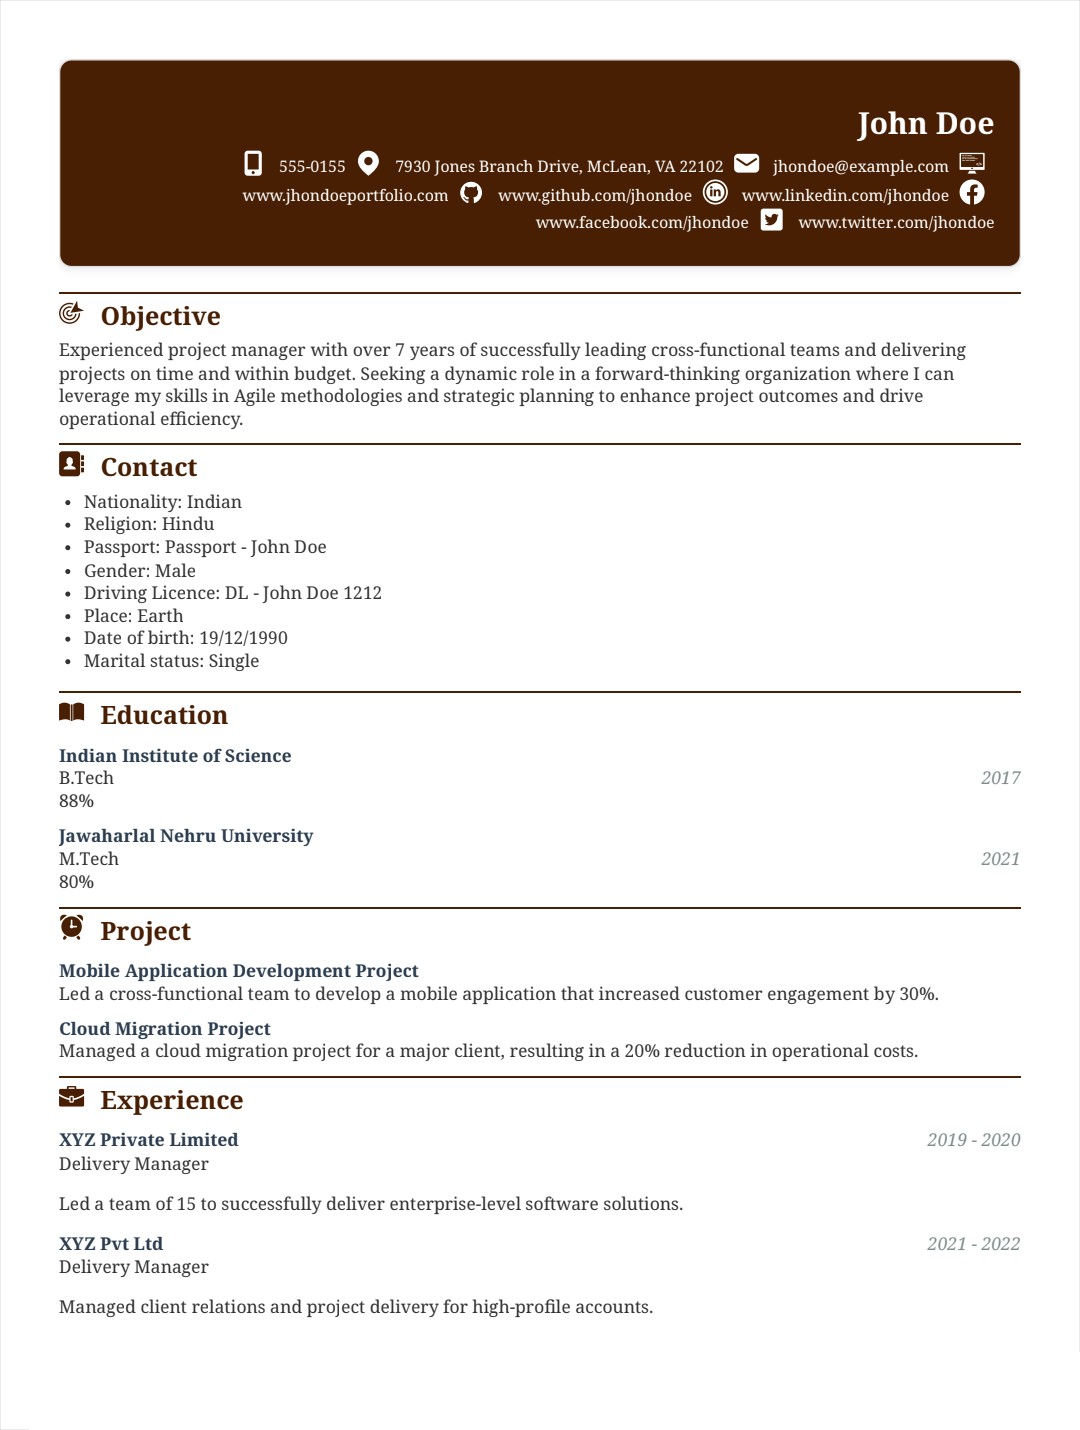 John Doe
555-0155 7930 Jones Branch Drive, McLean, VA 22102 jhondoe@example.com
www.jhondoeportfolio.com www.github.com/jhondoe www.linkedin.com/jhondoe
www.facebook.com/jhondoe www.twitter.com/jhondoe
Objective
Experienced project manager with over 7 years of successfully leading cross-functional teams and delivering
projects on time and within budget. Seeking a dynamic role in a forward-thinking organization where I can
leverage my skills in Agile methodologies and strategic planning to enhance project outcomes and drive
operational efficiency.
Contact
• Nationality: Indian
• Religion: Hindu
• Passport: Passport - John Doe
• Gender: Male
• Driving Licence: DL - John Doe 1212
• Place: Earth
• Date of birth: 19/12/1990
• Marital status: Single
Education
Indian Institute of Science
B.Tech 2017
88%
Jawaharlal Nehru University
M.Tech 2021
80%
Project
Mobile Application Development Project
Led a cross-functional team to develop a mobile application that increased customer engagement by 30%.
Cloud Migration Project
Managed a cloud migration project for a major client, resulting in a 20% reduction in operational costs.
Experience
XYZ Private Limited 2019 - 2020
Delivery Manager
Led a team of 15 to successfully deliver enterprise-level software solutions.
XYZ Pvt Ltd 2021 - 2022
Delivery Manager
Managed client relations and project delivery for high-profile accounts.